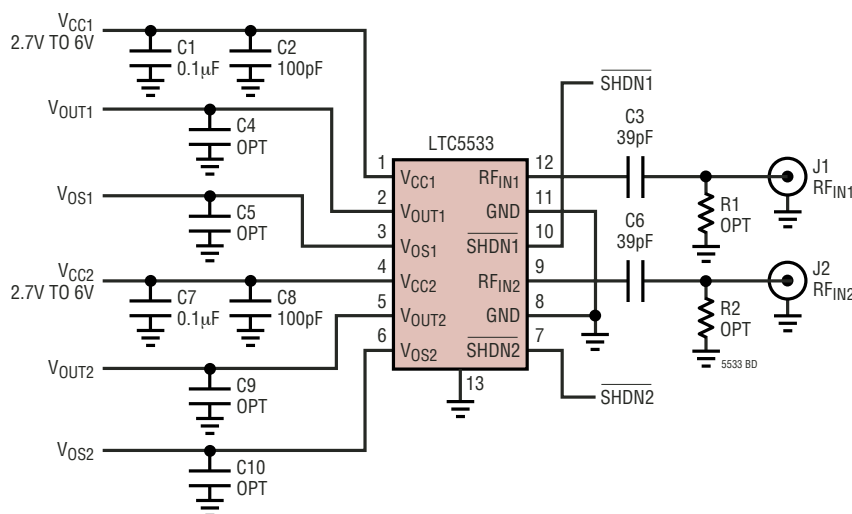 VCC1
2.7V TO 6V
C1
0.1µF
C2
100pF
SHDN1
VOUT1
C4
OPT
LTC5533
C3
39pF
J1
RFIN1
R1
OPT
VOS1
C5
OPT
1
VCC1
2
VOUT1
3
VOS1
4
VCC2
5
VOUT2
6
VOS2
12
RFIN1
11
GND
10
SHDN1
9
RFIN2
8
GND
7
SHDN2
13
C6
39pF
J2
RFIN2
R2
OPT
5533 BD
VCC2
2.7V TO 6V
C7
0.1µF
C8
100pF
VOUT2
C9
OPT
SHDN2
VOS2
C10
OPT